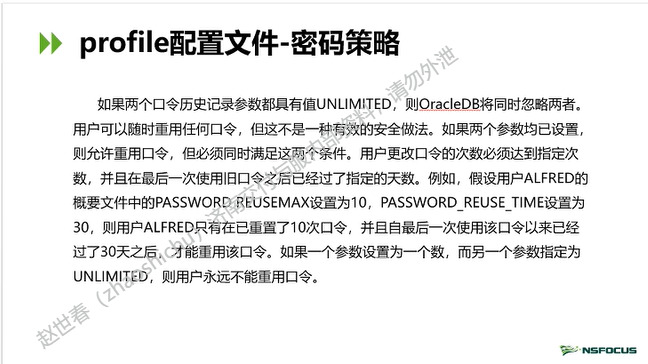 profile配置文件-密码策略
如果两个口令历史记录参数都具有值UNLIMITED，则OracleDB将同时忽略两者。
用户可以随时重用任何口令，但这不是一种有效的安全做法。如果两个参数均已设置，
则允许重用口令，但必须同时满足这两个条件。用户更改口令的次数必须达到指定次
数，并且在最后一次使用旧口令之后已经过了指定的天数。例如，假设用户ALFRED的
概要文件中的PASSWORD_REUSEMAX设置为10，PASSWORD_REUSE_TIME设置为
30，则用户ALFRED只有在已重置了10次口令，并且自最后一次使用该口令以来已经
过了30天之后，才能重用该口令。如果一个参数设置为一个数，而另一个参数指定为
UNLIMITED，则用户永远不能重用口令。
赵世春（zhaoshichu），济南交付与服内部资料，请勿外泄
NSFOCUS